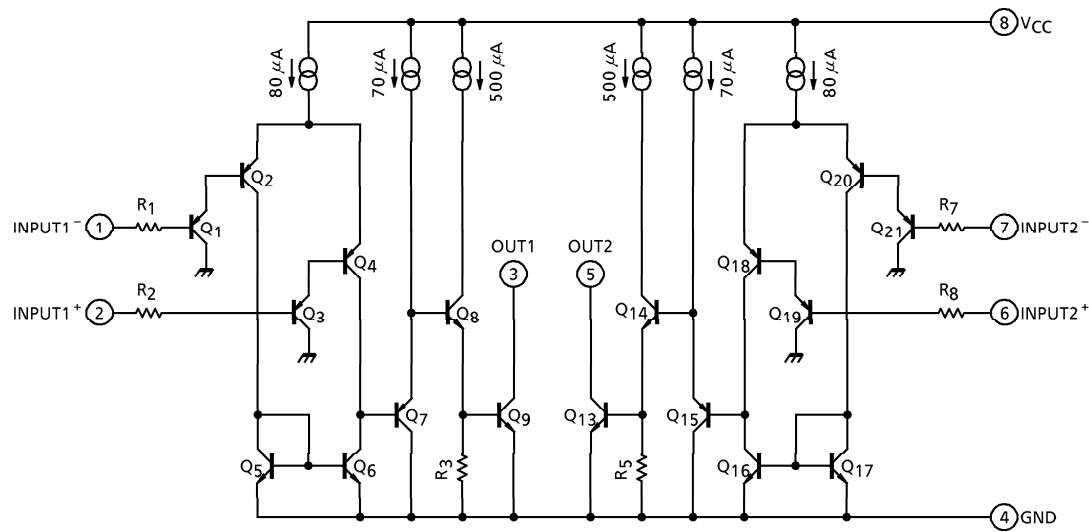 8 VCC
80 μA
70 μA
500 μA
500 μA
70 μA
80 μA
Q2
Q20
R1
R7
INPUT1− 1
Q1
Q21
7 INPUT2−
OUT1
OUT2
Q4
Q18
3
5
R2
R8
INPUT1+ 2
Q3
Q8
Q14
Q19
6 INPUT2+
Q7
Q9
Q13
Q15
Q5
Q6
R3
R5
Q16
Q17
4 GND